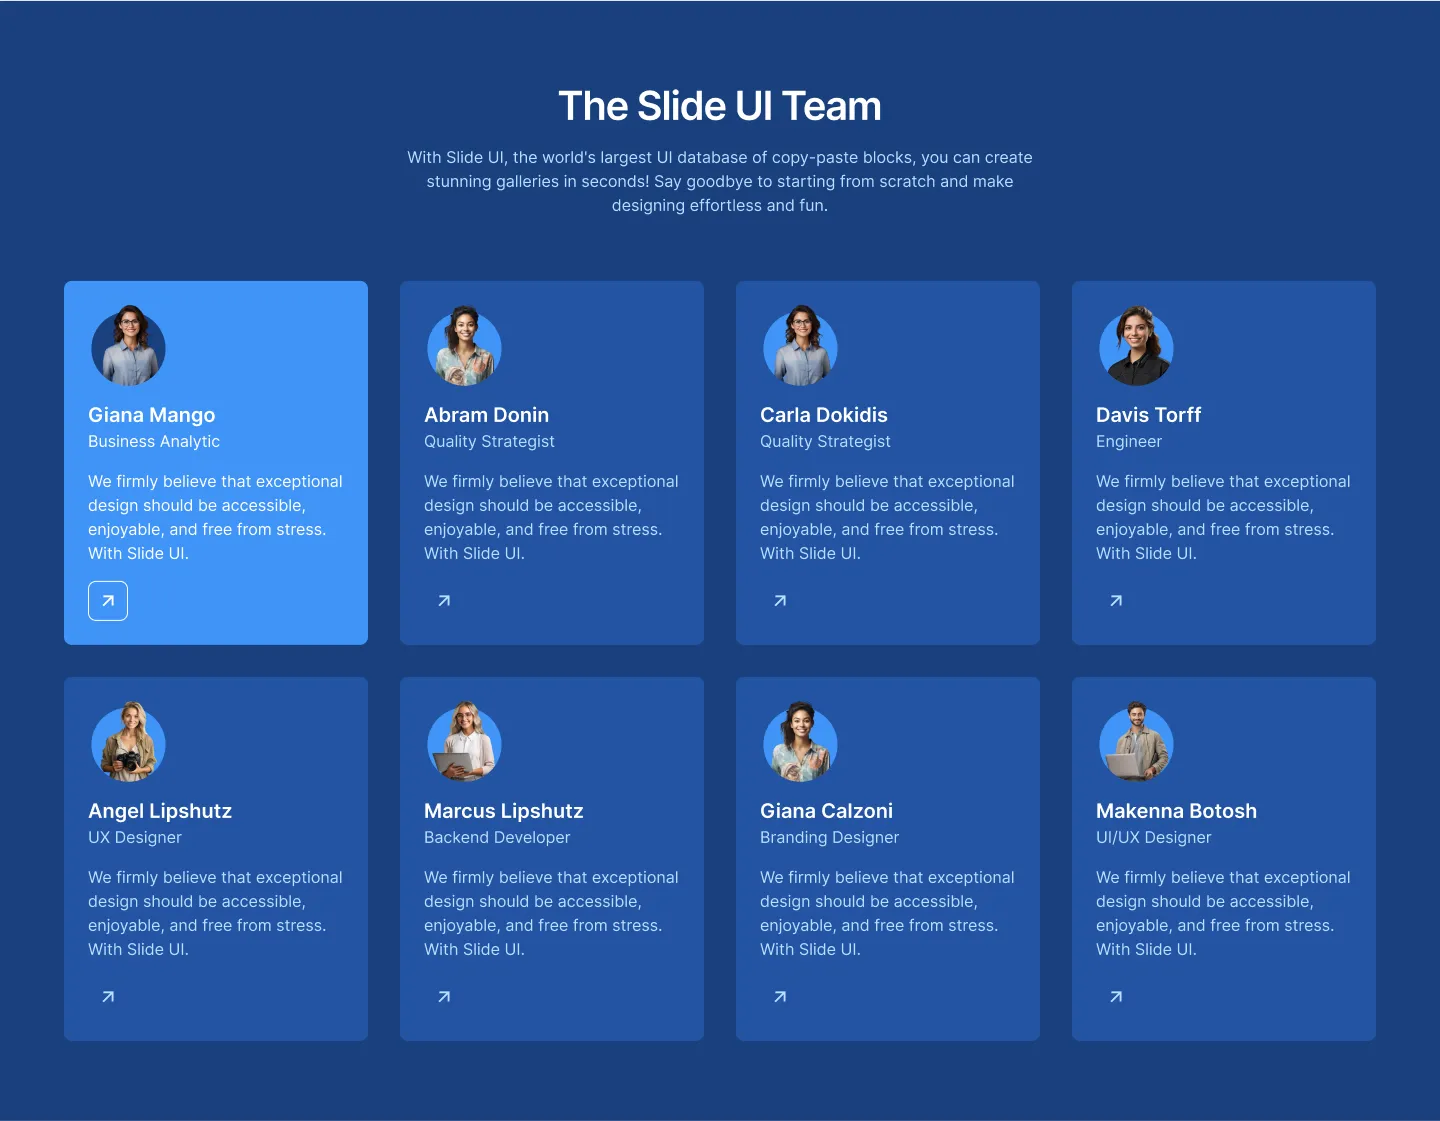 The Slide UI Team
With Slide UI, the world's largest UI database of copy-paste blocks, you can create
stunning galleries in seconds! Say goodbye to starting from scratch and make
designing effortless and fun.
Giana Mango
Business Analytic
We firmly believe that exceptional
design should be accessible,
enjoyable, and free from stress.
With Slide UI.
Abram Donin
Quality Strategist
We firmly believe that exceptional
design should be accessible,
enjoyable, and free from stress.
With Slide UI.
Carla Dokidis
Quality Strategist
We firmly believe that exceptional
design should be accessible,
enjoyable, and free from stress.
With Slide UI.
Davis Torff
Engineer
We firmly believe that exceptional
design should be accessible,
enjoyable, and free from stress.
With Slide UI.
Angel Lipshutz
UX Designer
We firmly believe that exceptional
design should be accessible,
enjoyable, and free from stress.
With Slide UI.
Marcus Lipshutz
Backend Developer
We firmly believe that exceptional
design should be accessible,
enjoyable, and free from stress.
With Slide UI.
Giana Calzoni
Branding Designer
We firmly believe that exceptional
design should be accessible,
enjoyable, and free from stress.
With Slide UI.
Makenna Botosh
UI/UX Designer
We firmly believe that exceptional
design should be accessible,
enjoyable, and free from stress.
With Slide UI.